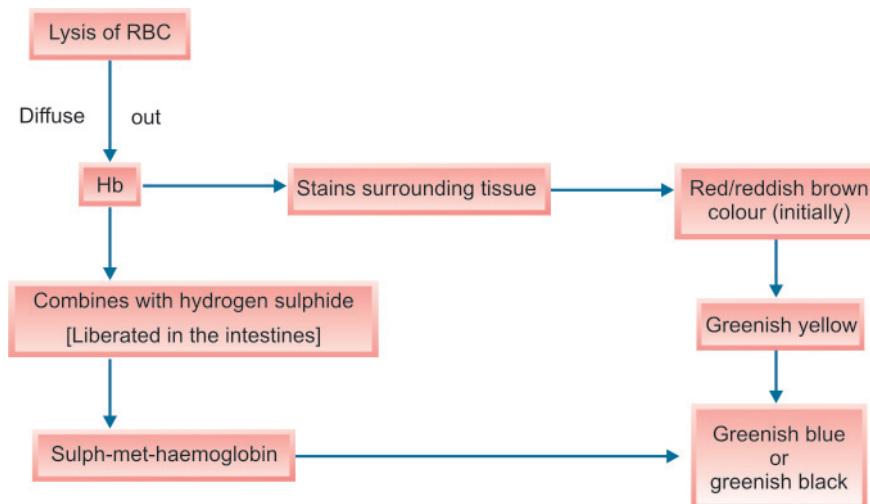 Lysis of RBC
Diffuse out
Hb
Stains surrounding tissue
Red/reddish brown
colour (initially)
Combines with hydrogen sulphide
[Liberated in the intestines]
Greenish yellow
Sulph-met-haemoglobin
Greenish blue
or
greenish black